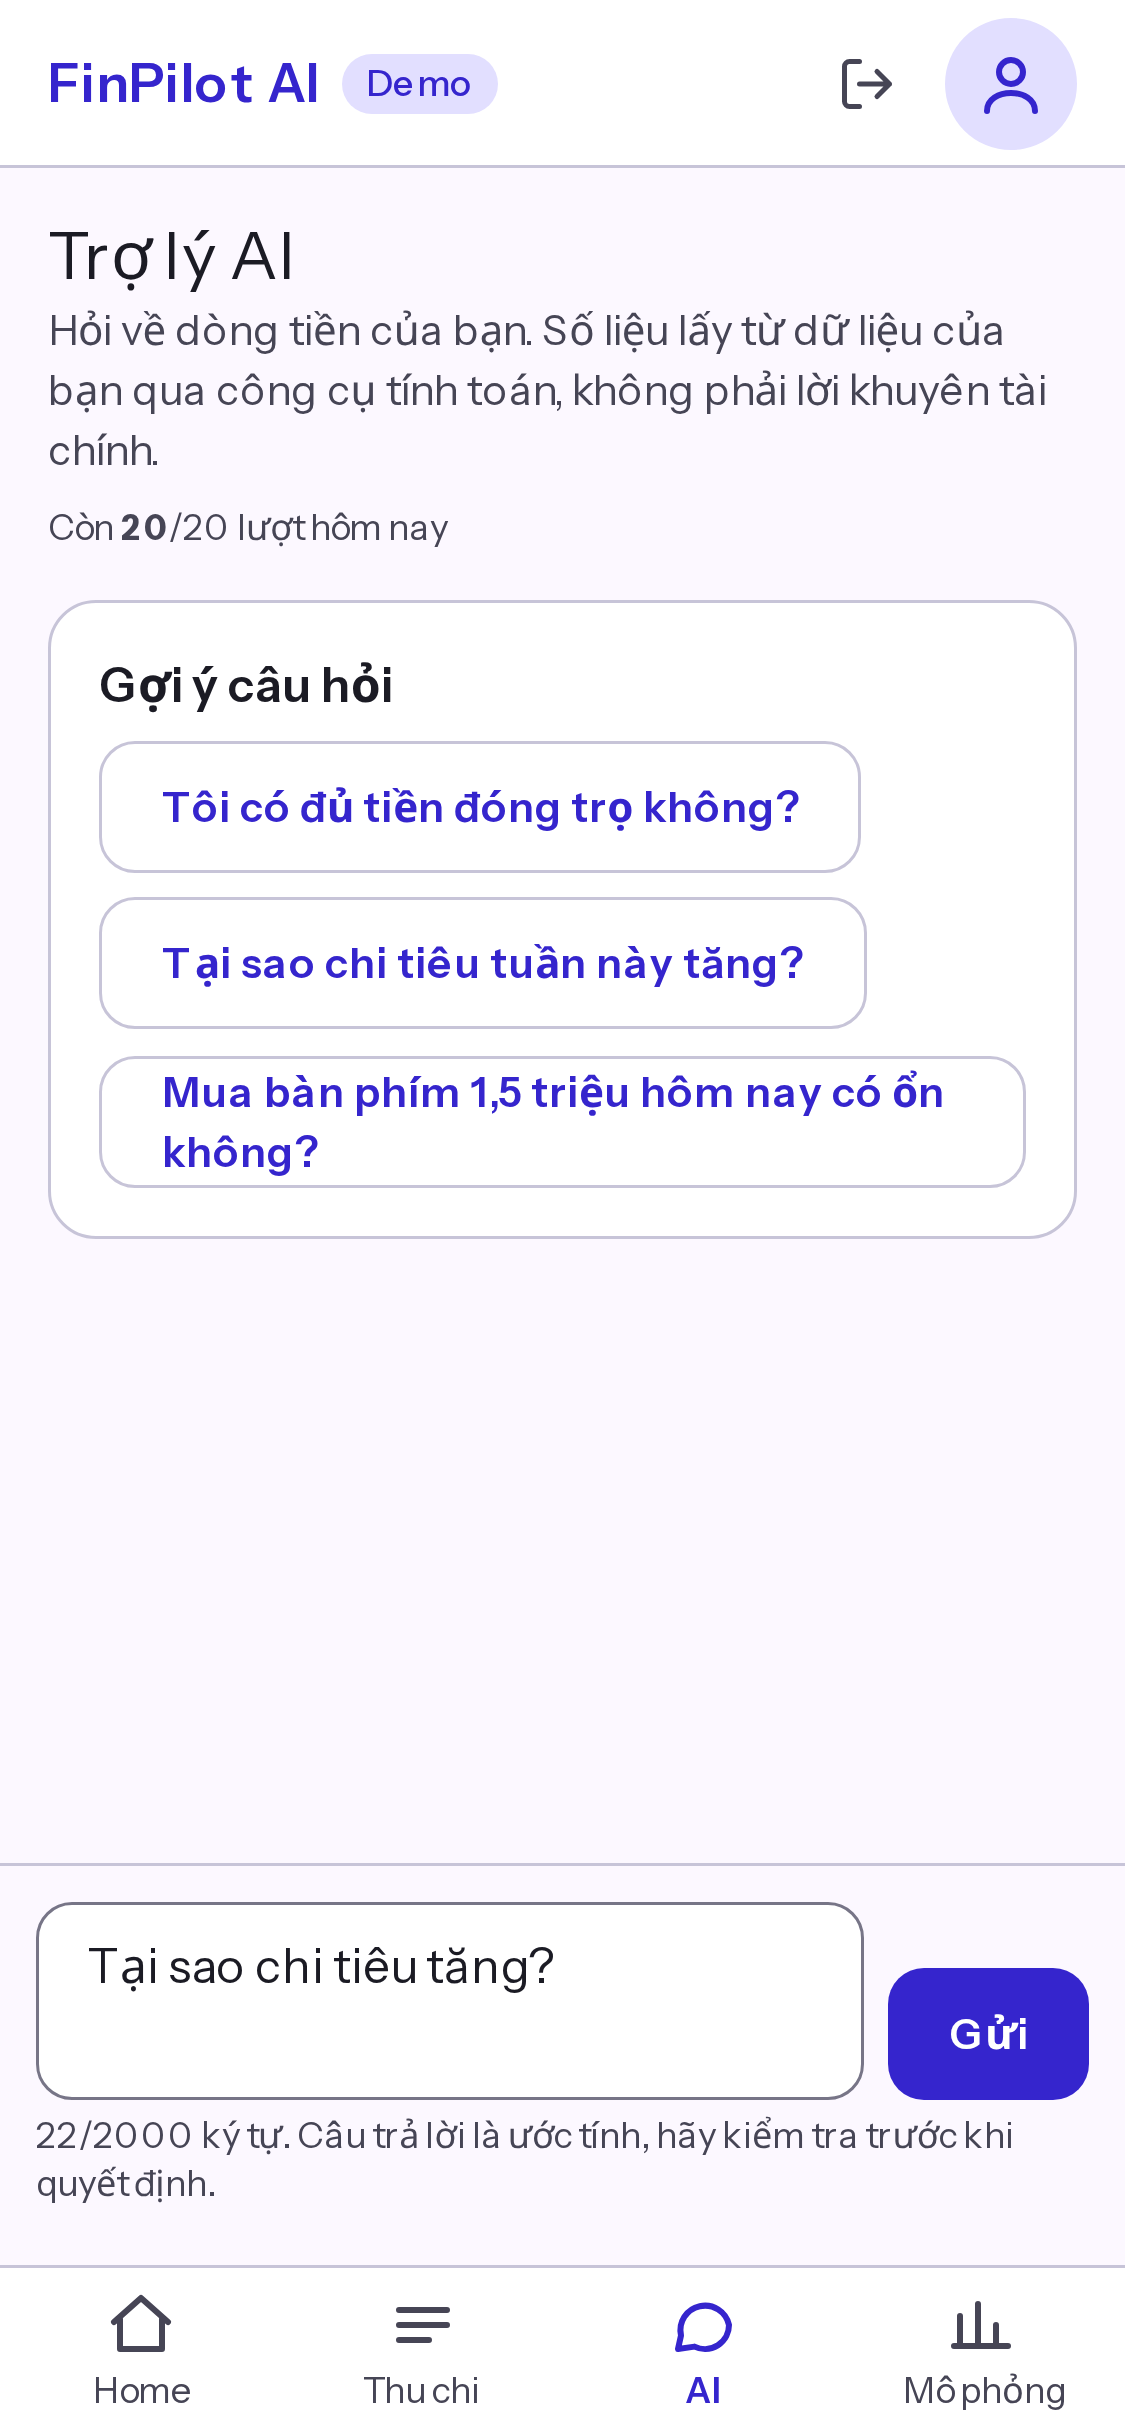 FinPilot AI Demo
Trợ lý AI
Hỏi về dòng tiền của bạn. Số liệu lấy từ dữ liệu của
bạn qua công cụ tính toán, không phải lời khuyên tài
chính.
Còn 20/20 lượt hôm nay
Gợi ý câu hỏi
Tôi có đủ tiền đóng trọ không?
Tại sao chi tiêu tuần này tăng?
Mua bàn phím 1,5 triệu hôm nay có ổn
không?
Tại sao chi tiêu tăng?
Gửi
22/2000 ký tự. Câu trả lời là ước tính, hãy kiểm tra trước khi
quyết định.
Home Thu chi AI Mô phỏng